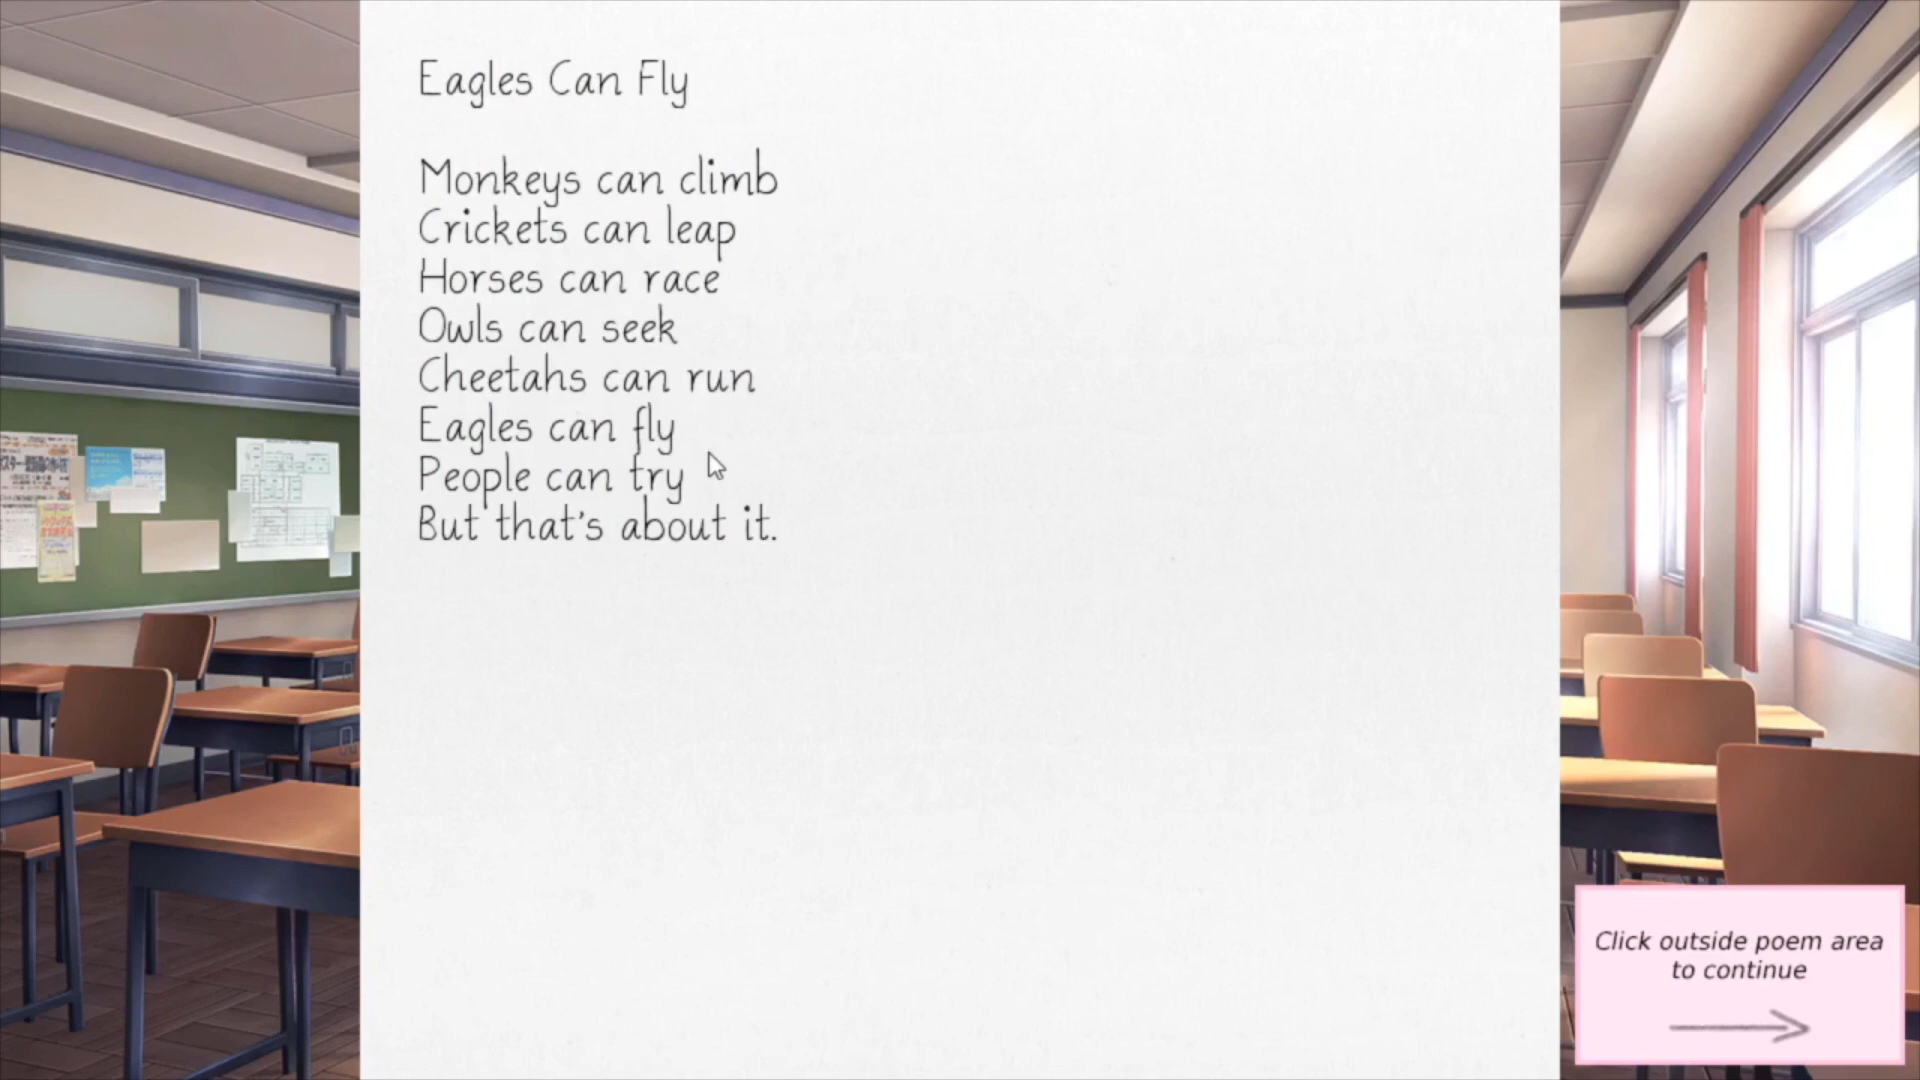 Eagles Can Fly
Monkeys can climb
Crickets can leap
Horses can race
Owls can seek
Cheetahs can run
Eagles can fly
People can try
But that's about it.
Click outside poem area
to continue